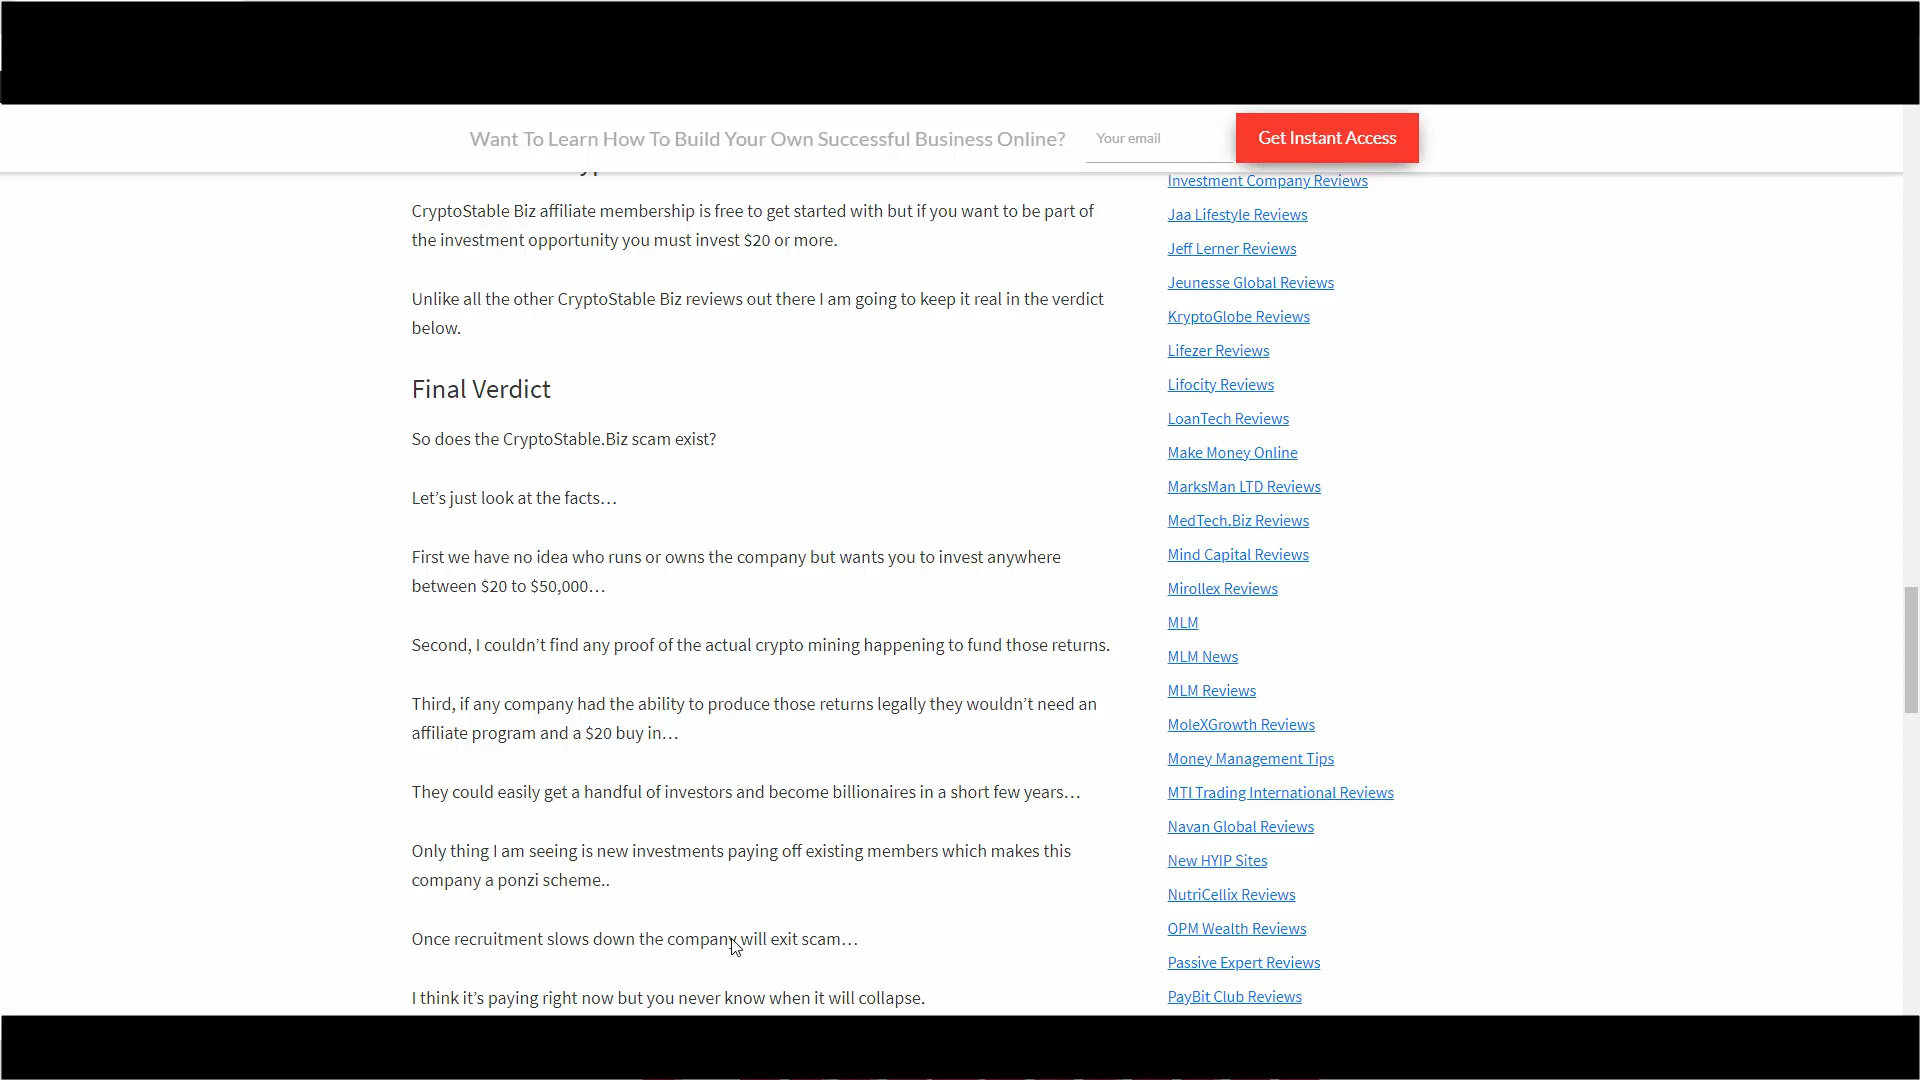 Want To Learn How To Build Your Own Successful Business Online?
Your email
Get Instant Access
CryptoStable Biz affiliate membership is free to get started with but if you want to be part of
the investment opportunity you must invest $20 or more.
Unlike all the other CryptoStable Biz reviews out there I am going to keep it real in the verdict
below.
Final Verdict
So does the CryptoStable.Biz scam exist?
Let’s just look at the facts…
First we have no idea who runs or owns the company but wants you to invest anywhere
between $20 to $50,000…
Second, I couldn’t find any proof of the actual crypto mining happening to fund those returns.
Third, if any company had the ability to produce those returns legally they wouldn’t need an
affiliate program and a $20 buy in…
They could easily get a handful of investors and become billionaires in a short few years…
Only thing I am seeing is new investments paying off existing members which makes this
company a ponzi scheme..
Once recruitment slows down the company will exit scam…
I think it’s paying right now but you never know when it will collapse.
Investment Company Reviews
Jaa Lifestyle Reviews
Jeff Lerner Reviews
Jeunesse Global Reviews
KryptoGlobe Reviews
Lifezer Reviews
Lifocity Reviews
LoanTech Reviews
Make Money Online
MarksMan LTD Reviews
MedTech.Biz Reviews
Mind Capital Reviews
Mirollex Reviews
MLM
MLM News
MLM Reviews
MoleXGrowth Reviews
Money Management Tips
MTI Trading International Reviews
Navan Global Reviews
New HYIP Sites
NutriCellix Reviews
OPM Wealth Reviews
Passive Expert Reviews
PayBit Club Reviews